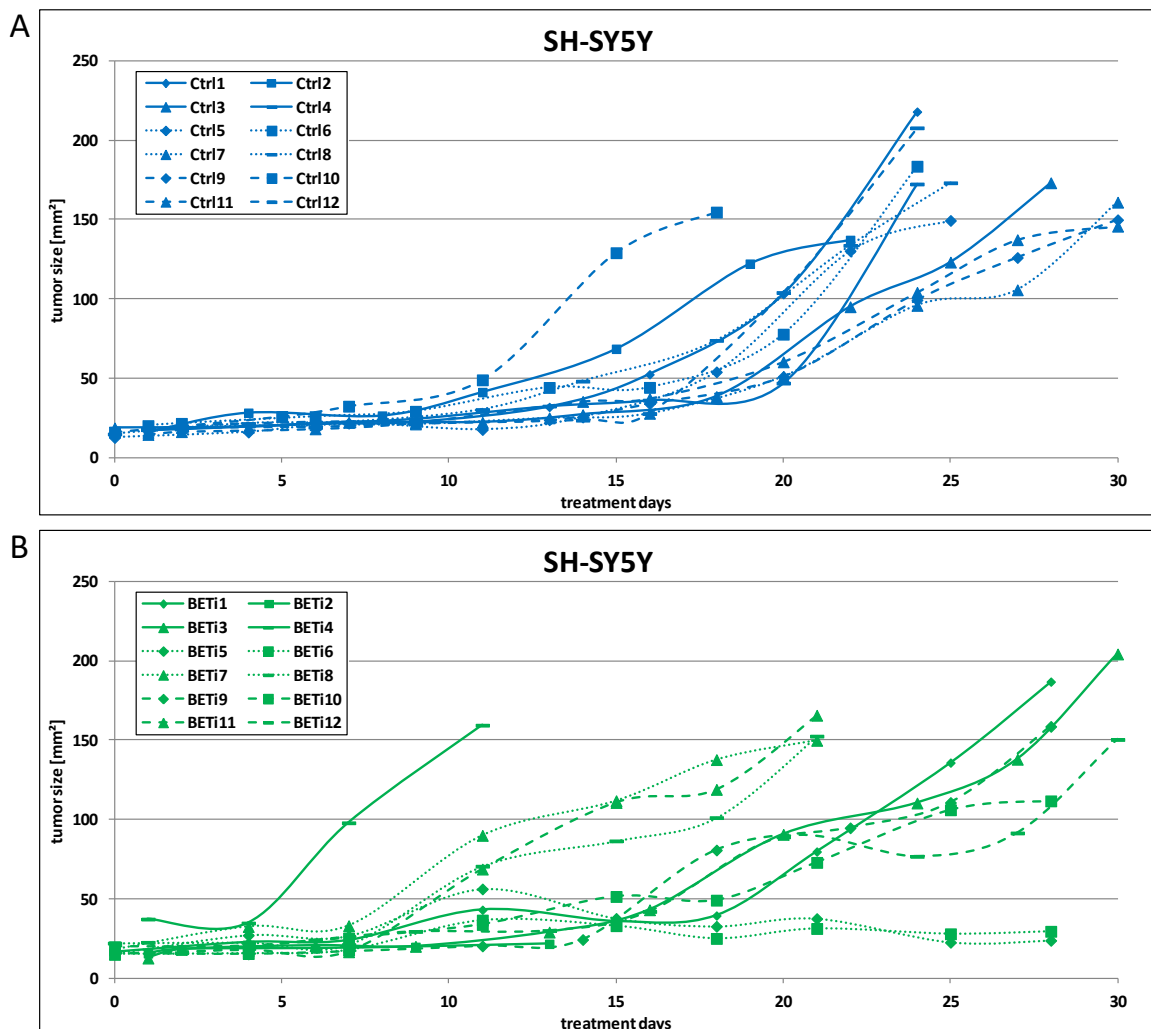 A
SH-SY5Y
250
200
150
100
50
0
tumor size [mm²]
Ctrl1 Ctrl2
Ctrl3 Ctrl4
Ctrl5 Ctrl6
Ctrl7 Ctrl8
Ctrl9 Ctrl10
Ctrl11 Ctrl12
0 5 10 15 20 25 30
treatment days
B
SH-SY5Y
250
200
150
100
50
0
tumor size [mm²]
BETi1 BETi2
BETi3 BETi4
BETi5 BETi6
BETi7 BETi8
BETi9 BETi10
BETi11 BETi12
0 5 10 15 20 25 30
treatment days